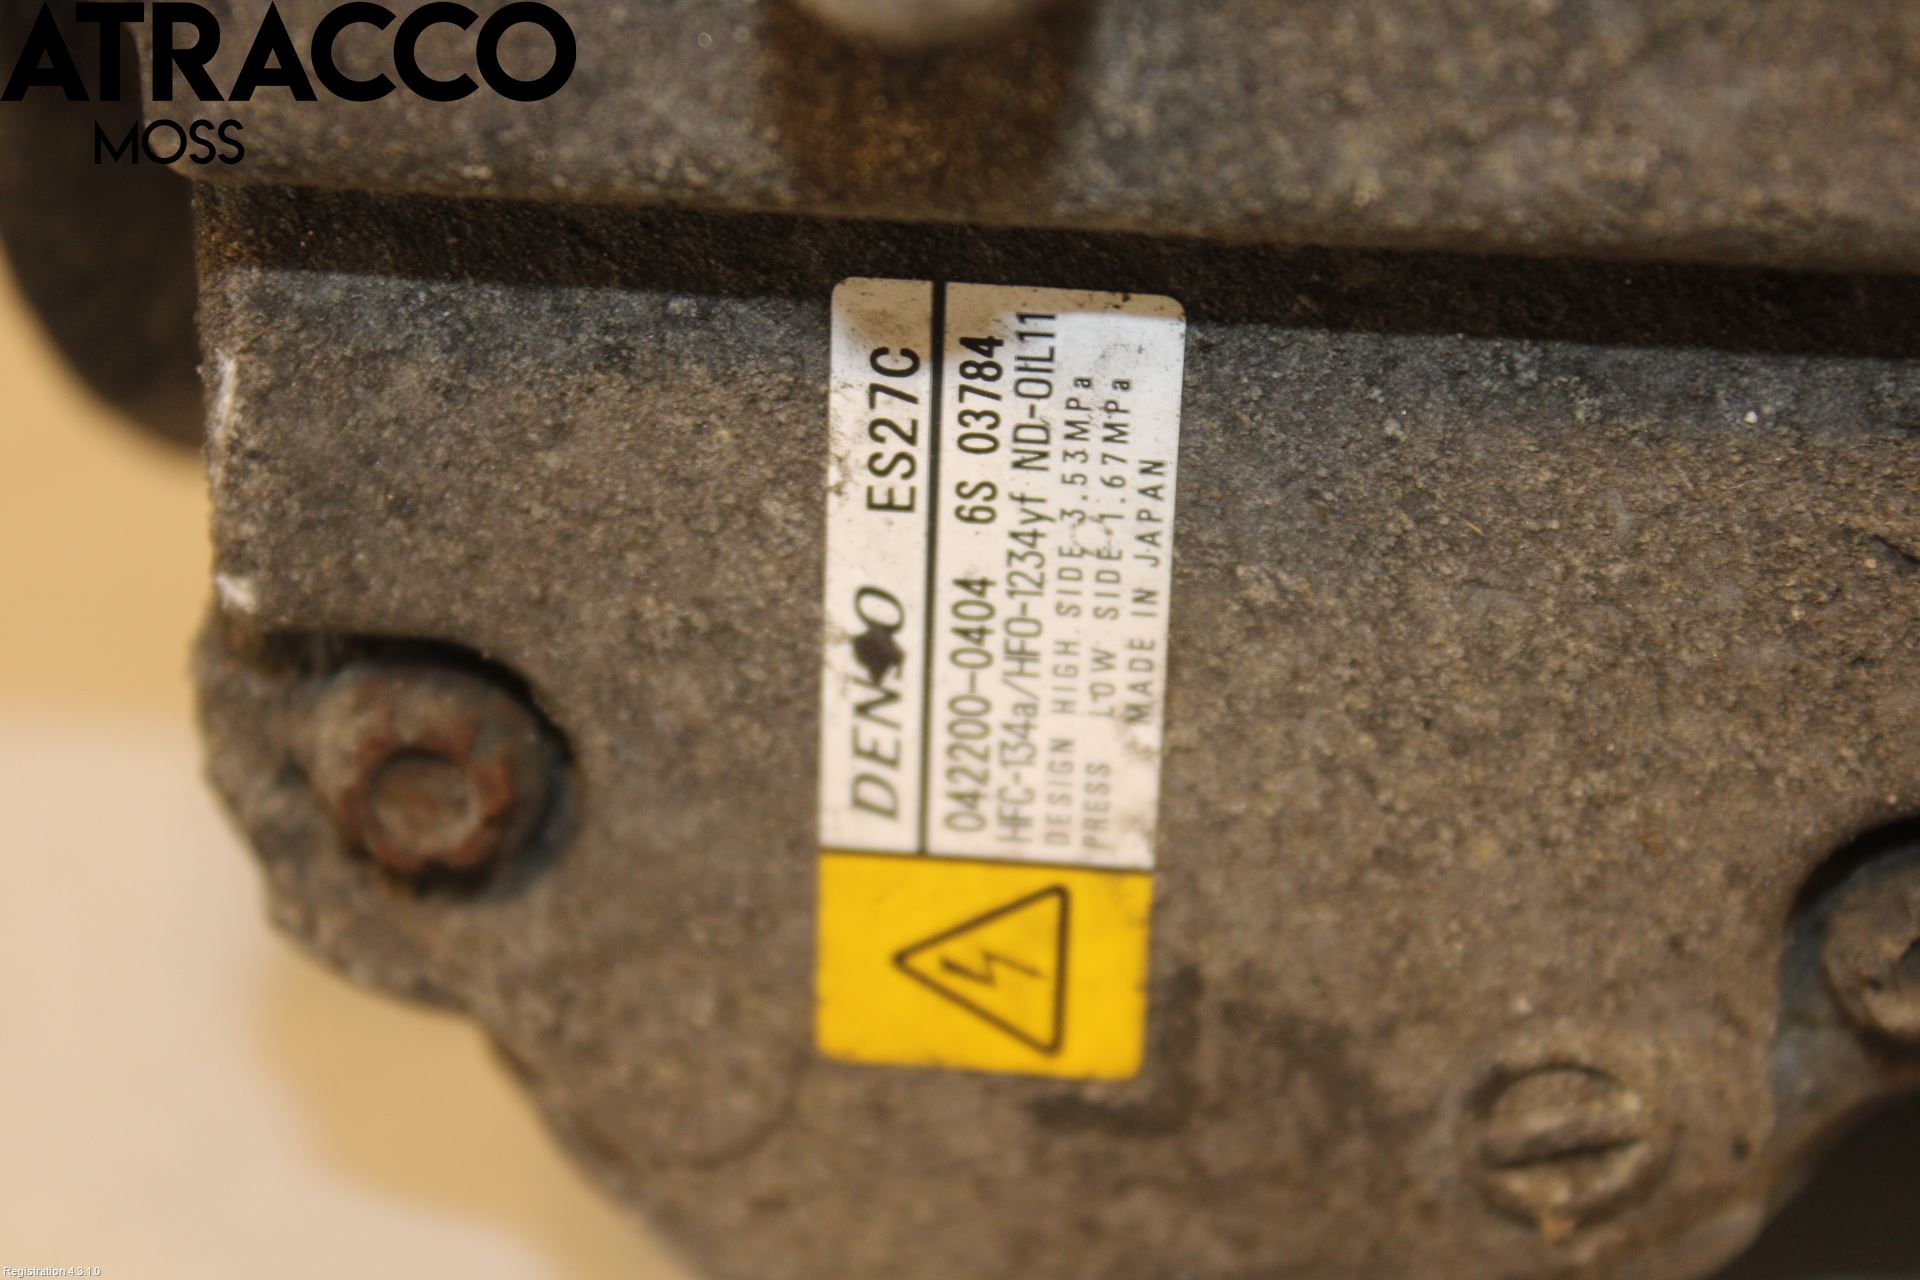 ATRACCO
MOSS
DENSO ES27C
042200-0404 6S 03784
HFC-134a/HFO-1234yf ND-OIL11
DESIGN HIGH SIDE 3.53MPa
PRESS LOW SIDE 1.67MPa
MADE IN JAPAN
Registration 4.3.1.0